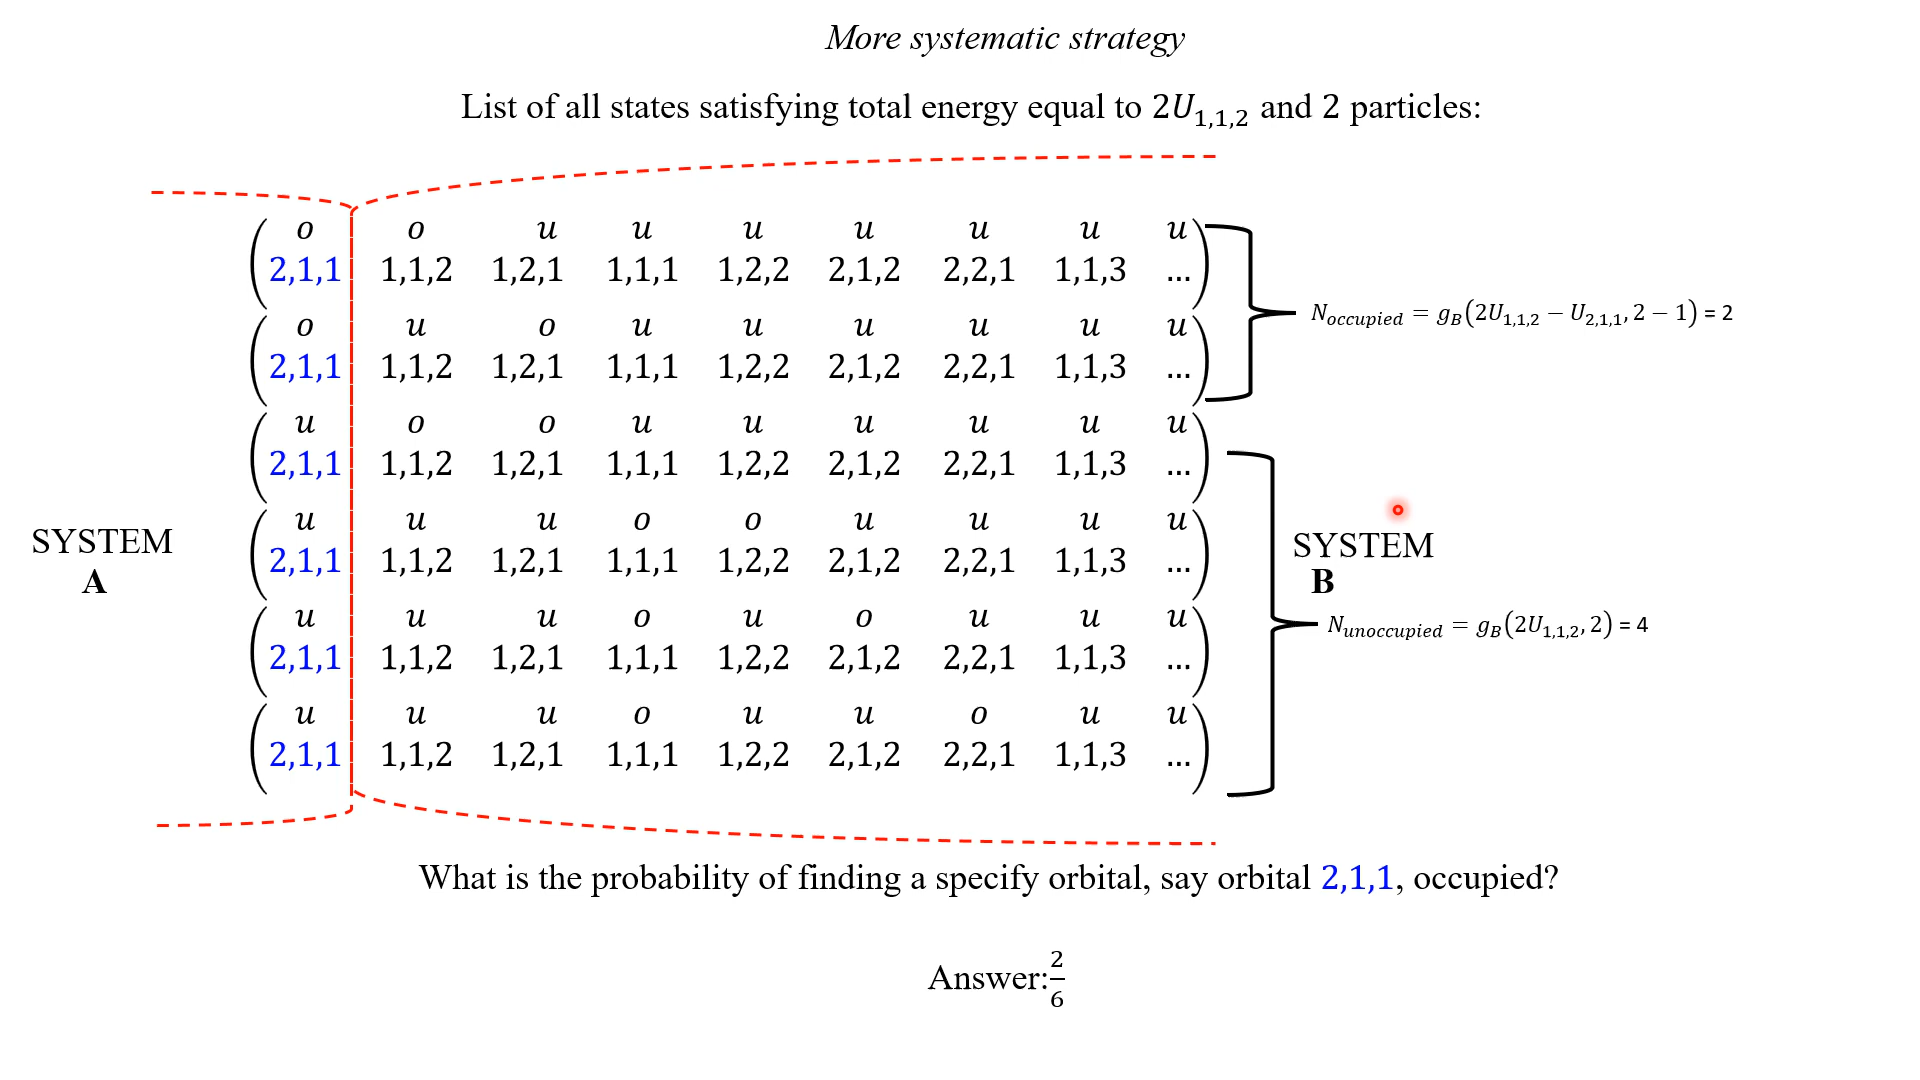 More systematic strategy
List of all states satisfying total energy equal to 2U₁,₁,₂ and 2 particles:
o o u u u u u u u
2,1,1 1,1,2 1,2,1 1,1,1 1,2,2 2,1,2 2,2,1 1,1,3 ...
N_occupied = g_B(2U₁,₁,₂ − U₂,₁,₁, 2 − 1) = 2
o u o u u u u u u
2,1,1 1,1,2 1,2,1 1,1,1 1,2,2 2,1,2 2,2,1 1,1,3 ...
u o o u u u u u u
2,1,1 1,1,2 1,2,1 1,1,1 1,2,2 2,1,2 2,2,1 1,1,3 ...
u u u o o u u u u
2,1,1 1,1,2 1,2,1 1,1,1 1,2,2 2,1,2 2,2,1 1,1,3 ...
SYSTEM
A
SYSTEM
B
u u u o u o u u u
2,1,1 1,1,2 1,2,1 1,1,1 1,2,2 2,1,2 2,2,1 1,1,3 ...
N_unoccupied = g_B(2U₁,₁,₂, 2) = 4
u u u o u u o u u
2,1,1 1,1,2 1,2,1 1,1,1 1,2,2 2,1,2 2,2,1 1,1,3 ...
What is the probability of finding a specify orbital, say orbital 2,1,1, occupied?
Answer: 2/6